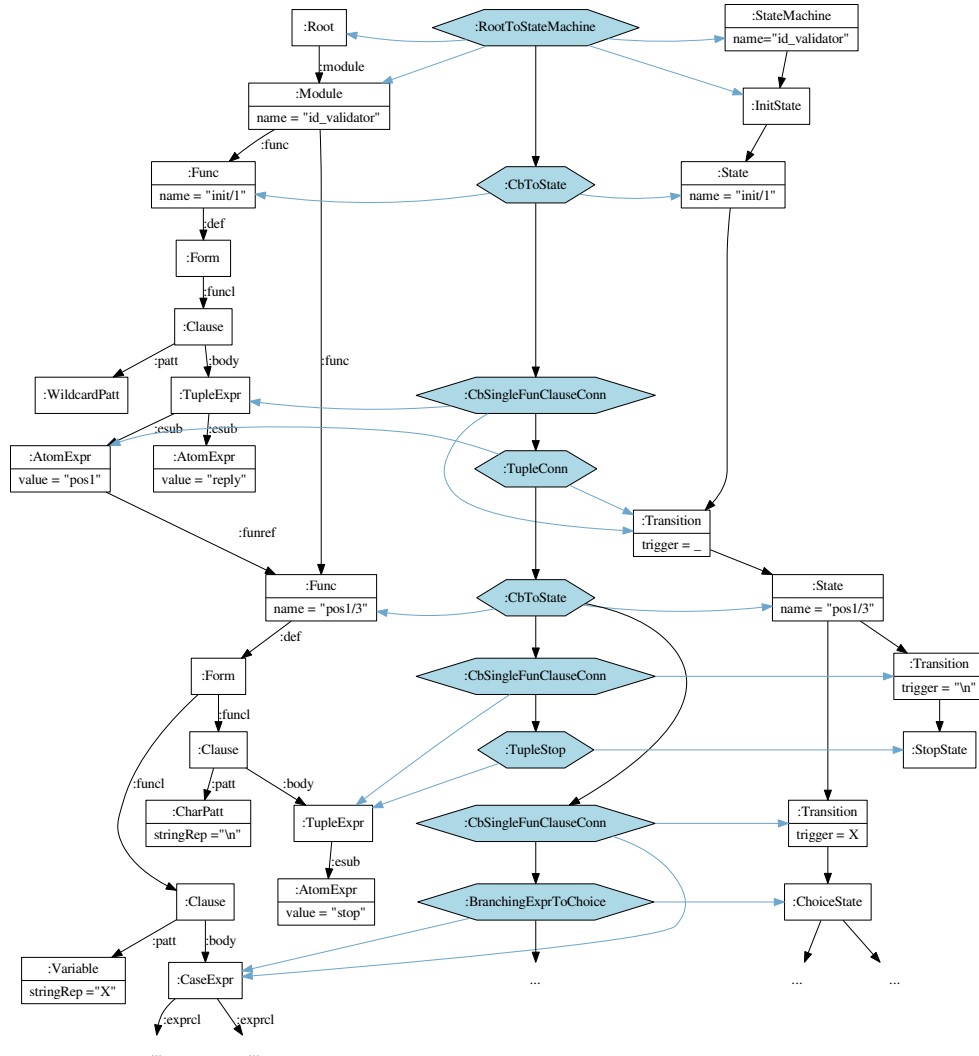 :Root
:RootToStateMachine
:StateMachine
name="id_validator"
:module
:Module
name = "id_validator"
:InitState
:func
:Func
name = "init/1"
:CbToState
:State
name = "init/1"
:def
:Form
:funcl
:Clause
:patt
:body
:func
:WildcardPatt
:TupleExpr
:CbSingleFunClauseConn
:esub
:esub
:AtomExpr
value = "pos1"
:AtomExpr
value = "reply"
:TupleConn
:Transition
trigger = _
:funref
:Func
name = "pos1/3"
:CbToState
:State
name = "pos1/3"
:def
:Form
:CbSingleFunClauseConn
:Transition
trigger = "\n"
:funcl
:Clause
:TupleStop
:StopState
:funcl
:patt
:body
:CharPatt
stringRep ="\n"
:TupleExpr
:CbSingleFunClauseConn
:Transition
trigger = X
:esub
:AtomExpr
value = "stop"
:Clause
:BranchingExprToChoice
:ChoiceState
:patt
:body
:Variable
stringRep ="X"
:CaseExpr
...
...
...
:exprcl
:exprcl
...
...